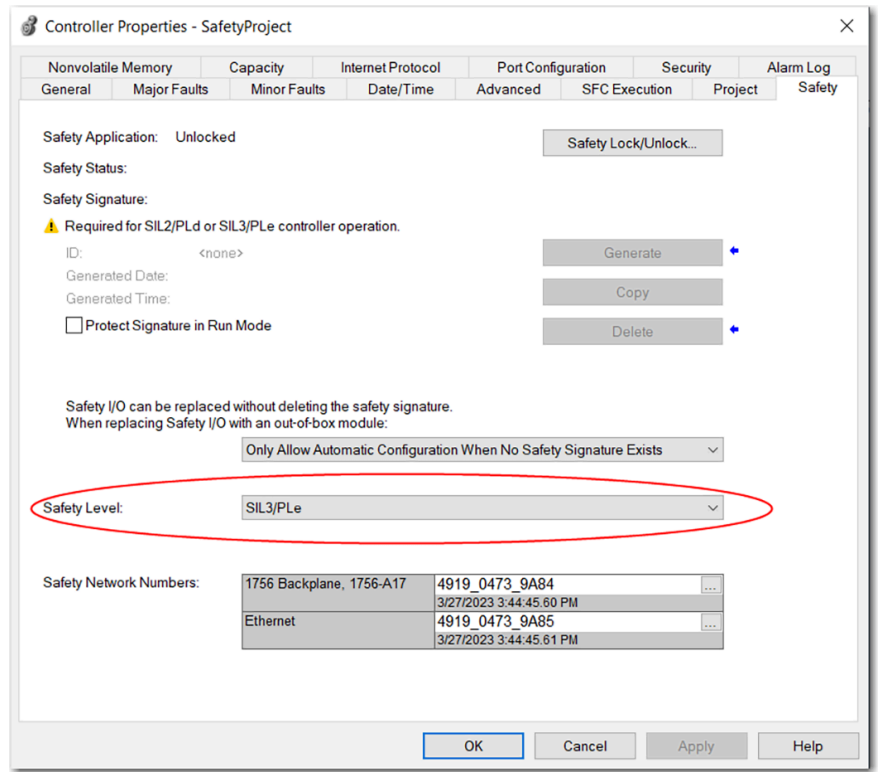 Controller Properties - SafetyProject
Nonvolatile Memory Capacity Internet Protocol Port Configuration Security Alarm Log
General Major Faults Minor Faults Date/Time Advanced SFC Execution Project Safety
Safety Application: Unlocked
Safety Lock/Unlock...
Safety Status:
Safety Signature:
Required for SIL2/PLd or SIL3/PLe controller operation.
ID: <none>
Generate
Generated Date:
Copy
Generated Time:
Protect Signature in Run Mode
Delete
Safety I/O can be replaced without deleting the safety signature.
When replacing Safety I/O with an out-of-box module:
Only Allow Automatic Configuration When No Safety Signature Exists
Safety Level: SIL3/PLe
Safety Network Numbers: 1756 Backplane, 1756-A17 4919_0473_9A84 ...
3/27/2023 3:44:45.60 PM
Ethernet 4919_0473_9A85 ...
3/27/2023 3:44:45.61 PM
OK Cancel Apply Help